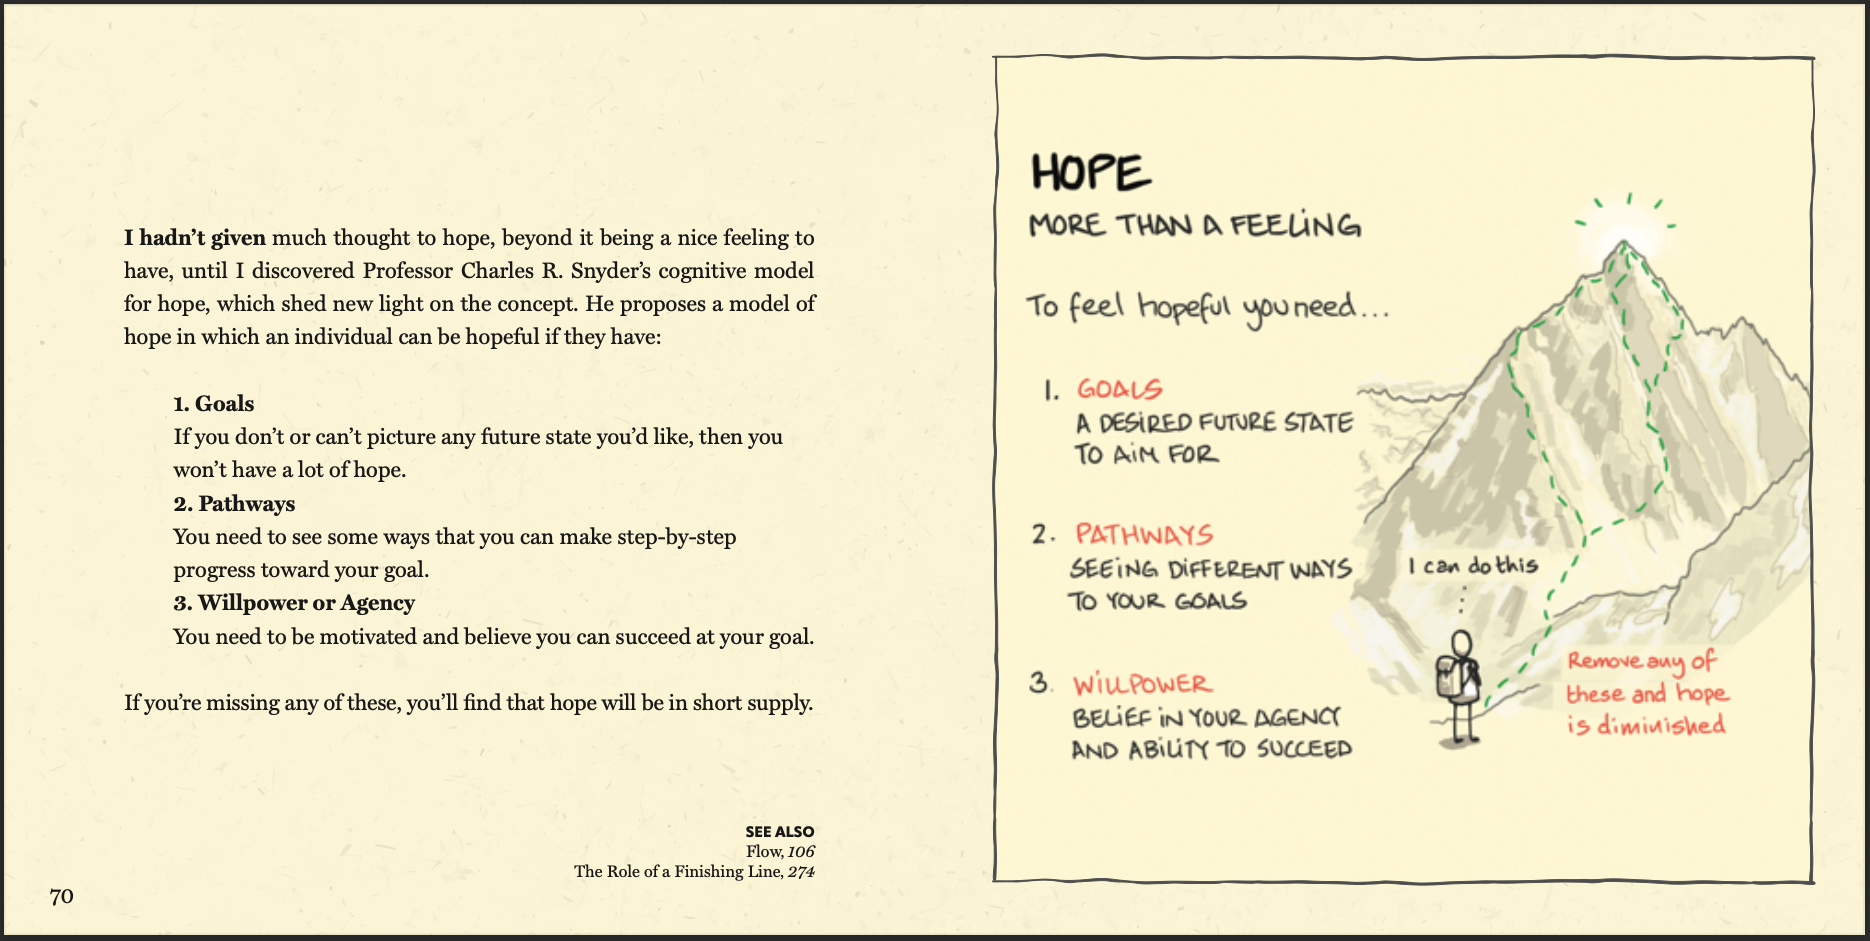 I hadn’t given much thought to hope, beyond it being a nice feeling to
have, until I discovered Professor Charles R. Snyder’s cognitive model
for hope, which shed new light on the concept. He proposes a model of
hope in which an individual can be hopeful if they have:
1. Goals
If you don’t or can’t picture any future state you’d like, then you
won’t have a lot of hope.
2. Pathways
You need to see some ways that you can make step-by-step
progress toward your goal.
3. Willpower or Agency
You need to be motivated and believe you can succeed at your goal.
If you’re missing any of these, you’ll find that hope will be in short supply.
SEE ALSO
Flow, 106
The Role of a Finishing Line, 274
70
HOPE
MORE THAN A FEELING
To feel hopeful you need...
1. GOALS
A DESIRED FUTURE STATE
TO AIM FOR
2. PATHWAYS
SEEING DIFFERENT WAYS
TO YOUR GOALS
3. WILLPOWER
BELIEF IN YOUR AGENCY
AND ABILITY TO SUCCEED
I can do this
Remove any of
these and hope
is diminished